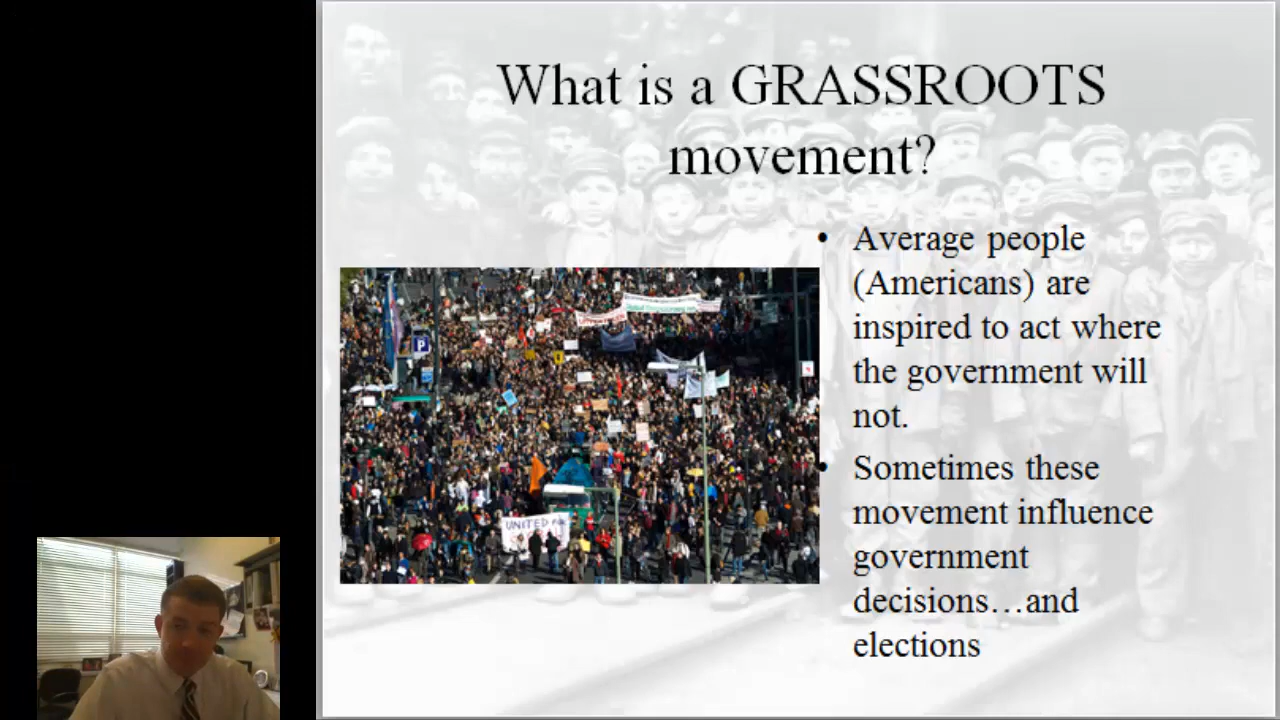 What is a GRASSROOTS
movement?
• Average people
(Americans) are
inspired to act where
the government will
not.
• Sometimes these
movement influence
government
decisions…and
elections
P
UNITED